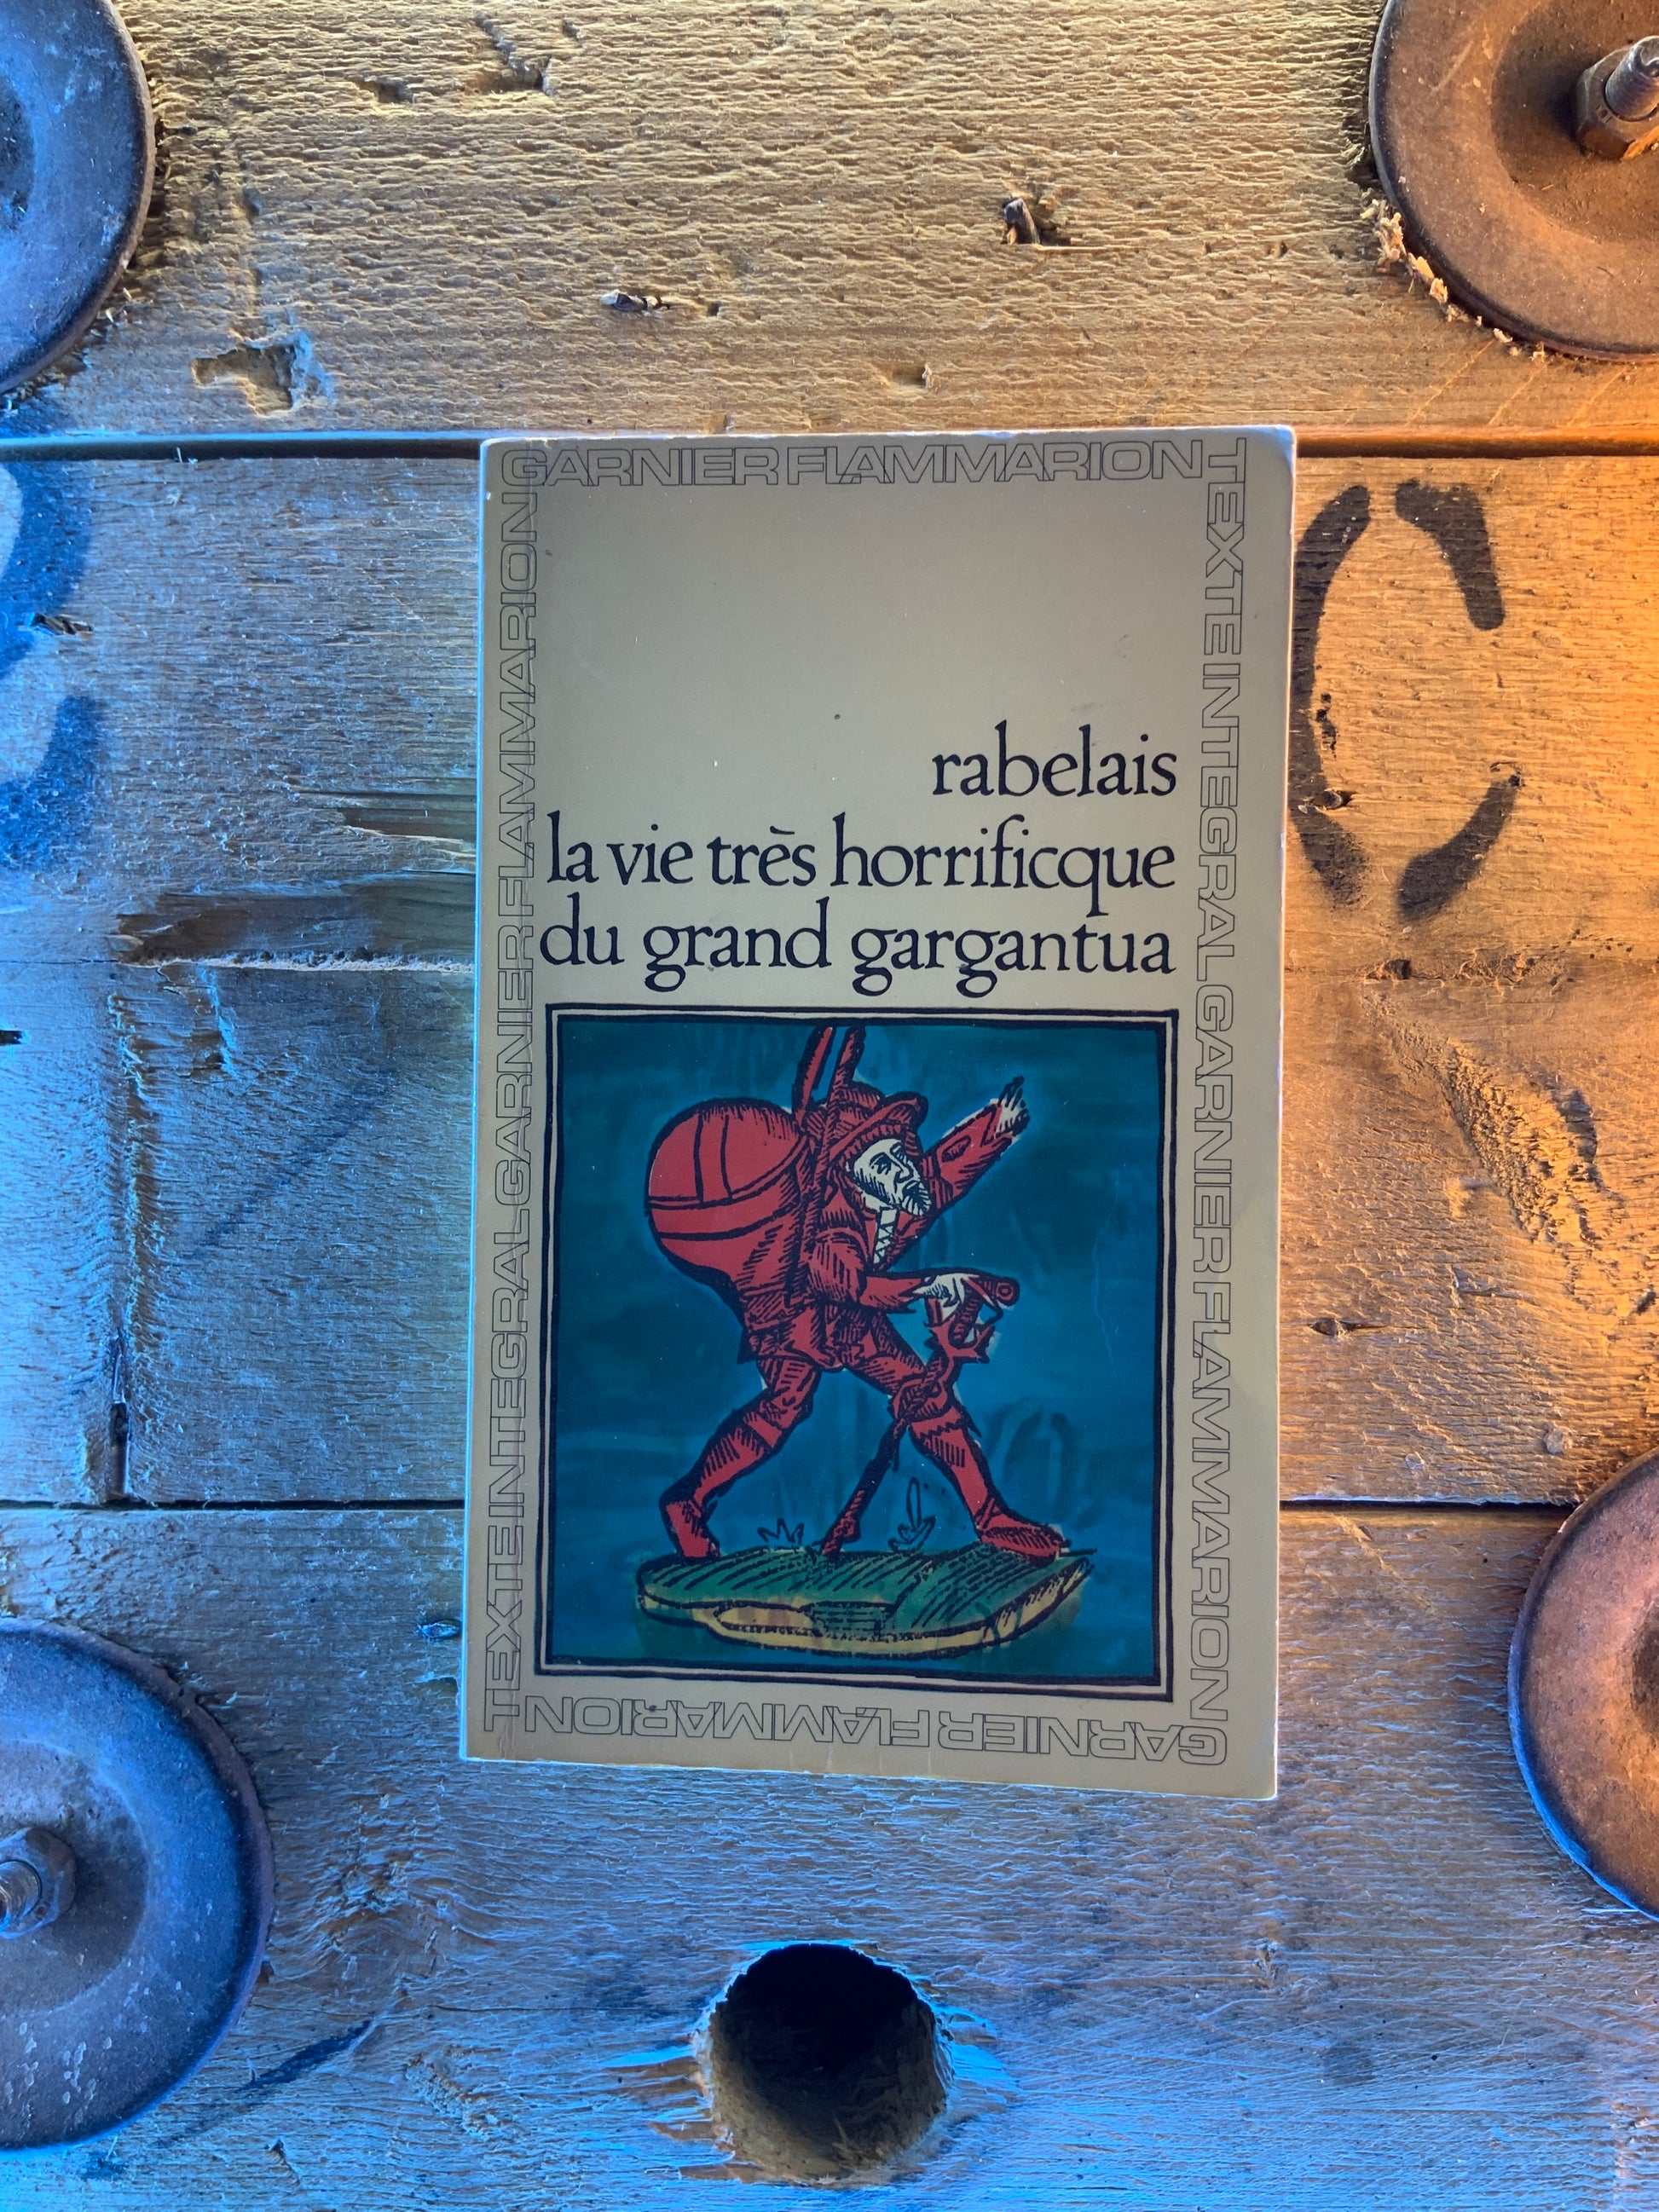 GARNIER FLAMMARION
TEXTE INTEGRAL GARNIER FLAMMARION
rabelais
la vie très horrificque
du grand gargantua
TEXTE INTEGRAL GARNIER FLAMMARION
GARNIER FLAMMARION
C